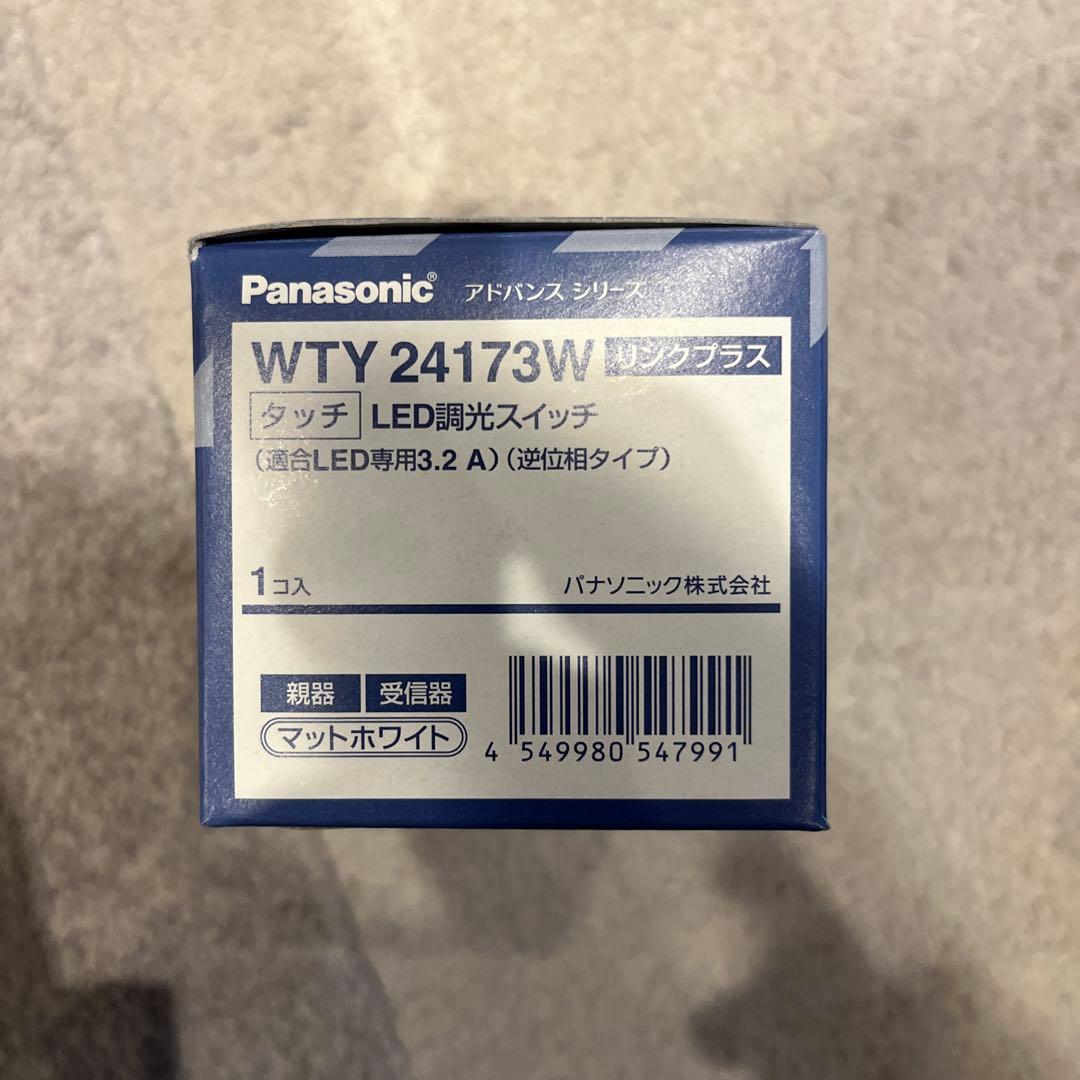 Panasonic® アドバンス シリーズ
WTY 24173W リンクプラス
タッチ LED調光スイッチ
(適合LED専用3.2 A)(逆位相タイプ)
1コ入 パナソニック株式会社
親器 受信器
マットホワイト
4 549980 547991